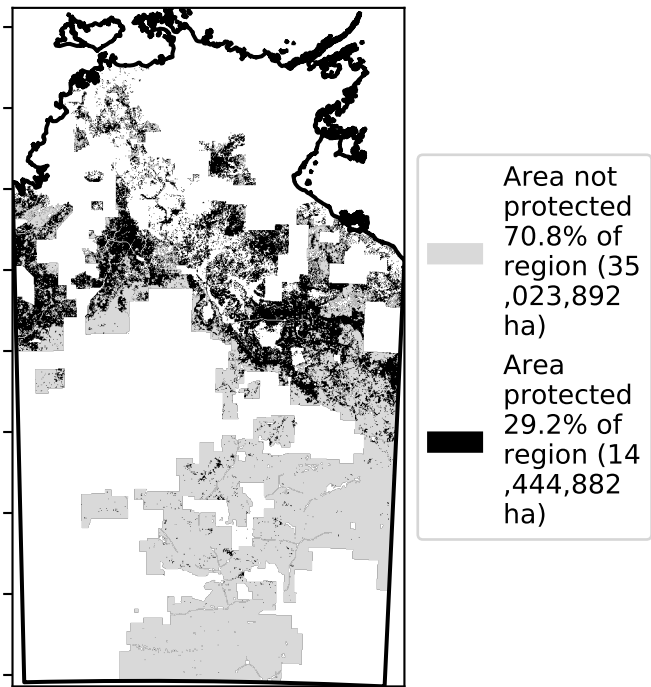 Area not
protected
70.8% of
region (35
,023,892
ha)
Area
protected
29.2% of
region (14
,444,882
ha)